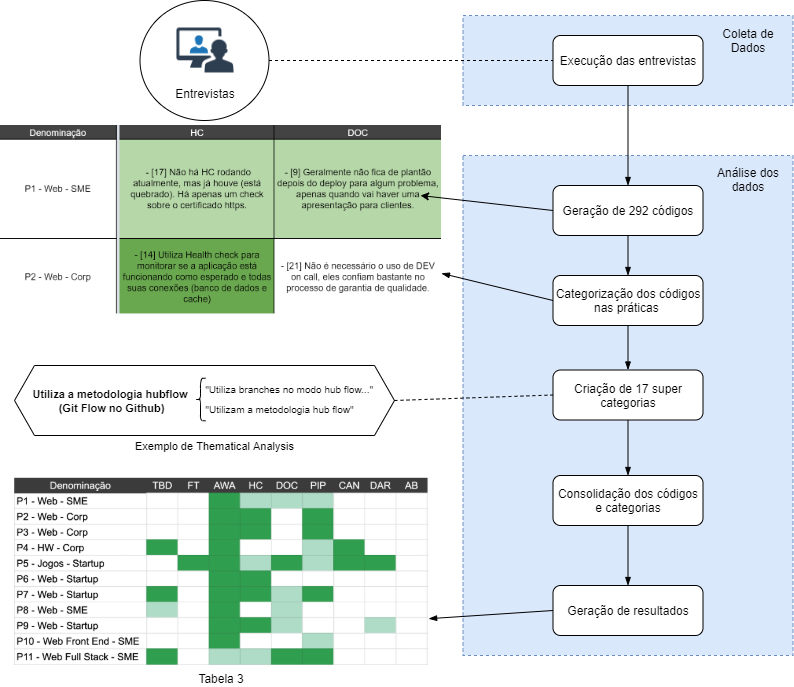 Entrevistas
Coleta de
Dados
Execução das entrevistas
Denominação HC DOC
P1 - Web - SME
- [17] Não há HC rodando
atualmente, mas já houve (está
quebrado). Há apenas um check
sobre o certificado https.
- [9] Geralmente não fica de plantão
depois do deploy para algum problema,
apenas quando vai haver uma
apresentação para clientes.
P2 - Web - Corp
- [14] Utiliza Health check para
monitorar se a aplicação está
funcionando como esperado e todas
suas conexões (banco de dados e
cache)
- [21] Não é necessário o uso de DEV
on call, eles confiam bastante no
processo de garantia de qualidade.
Análise dos
dados
Geração de 292 códigos
Categorização dos códigos
nas práticas
Criação de 17 super
categorias
Consolidação dos códigos
e categorias
Geração de resultados
Utiliza a metodologia hubflow
(Git Flow no Github)
"Utiliza branches no modo hub flow..."
"Utilizam a metodologia hub flow"
Exemplo de Thematical Analysis
Denominação TBD FT AWA HC DOC PIP CAN DAR AB
P1 - Web - SME
P2 - Web - Corp
P3 - Web - Corp
P4 - HW - Corp
P5 - Jogos - Startup
P6 - Web - Startup
P7 - Web - Startup
P8 - Web - SME
P9 - Web - Startup
P10 - Web Front End - SME
P11 - Web Full Stack - SME
Tabela 3